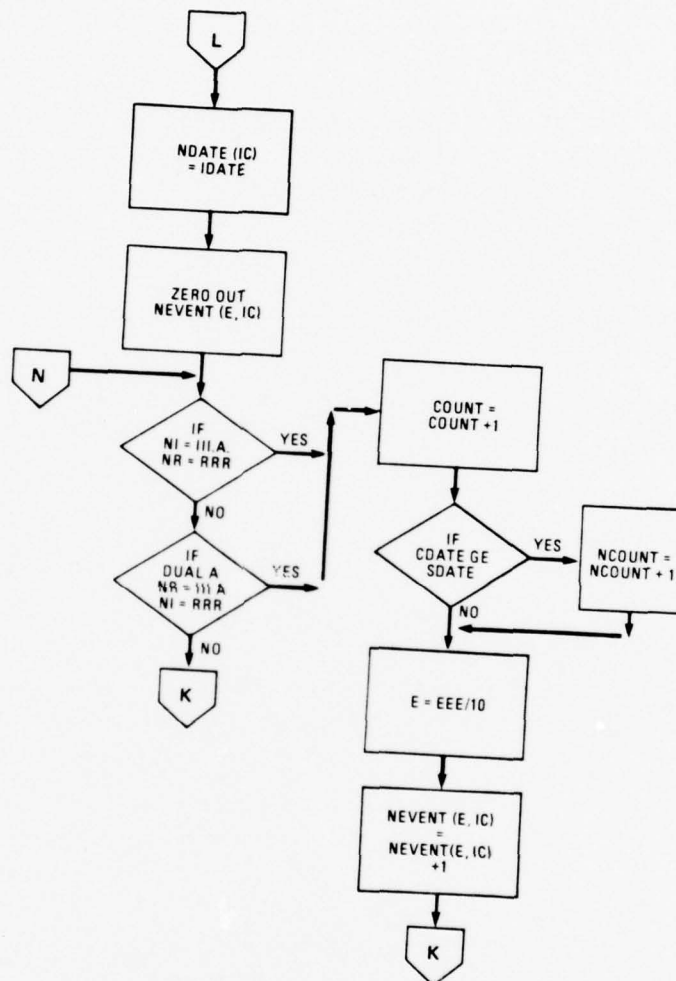 L
NDATE (IC)
= IDATE
ZERO OUT
NEVENT (E, IC)
N
IF
NI = III.A.
NR = RRR
YES
NO
IF
DUAL A
NR = III A
NI = RRR
YES
NO
K
COUNT =
COUNT +1
IF
CDATE GE
SDATE
YES
NO
NCOUNT =
NCOUNT + 1
E = EEE/10
NEVENT (E, IC)
=
NEVENT(E, IC)
+1
K